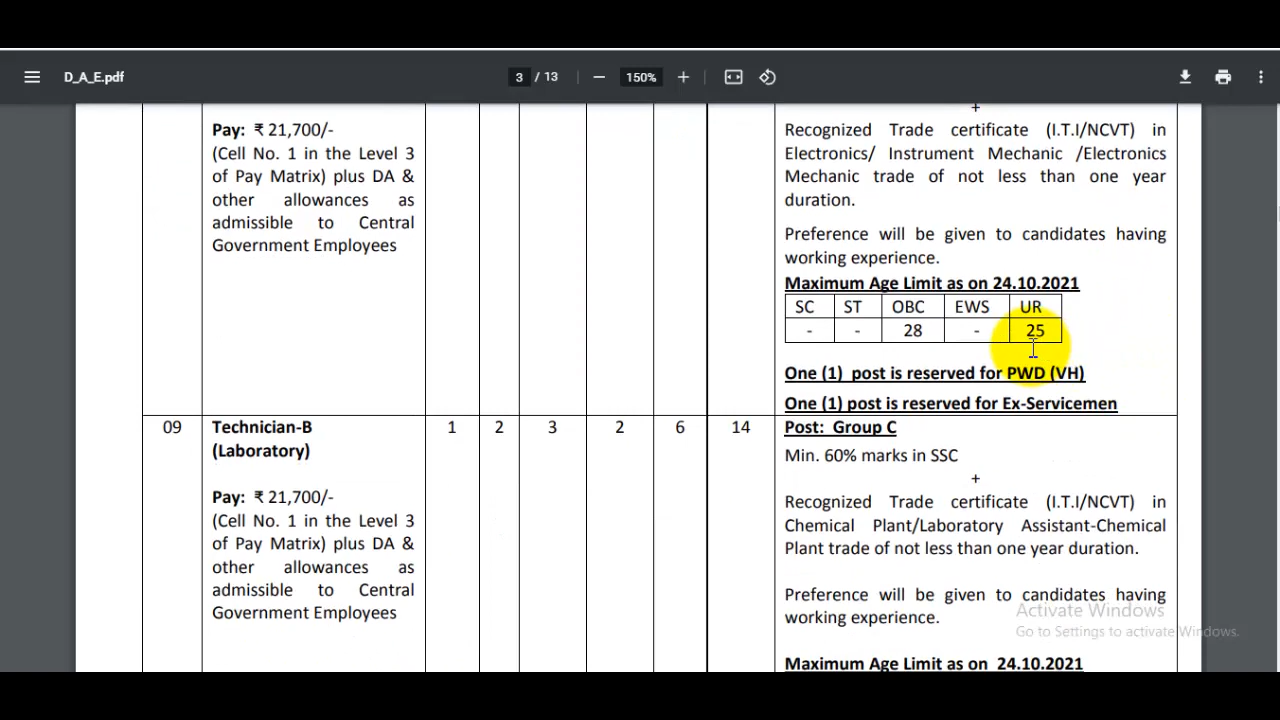 D_A_E.pdf
3 / 13
150%
Pay: ₹ 21,700/-
(Cell No. 1 in the Level 3
of Pay Matrix) plus DA &
other allowances as
admissible to Central
Government Employees
+
Recognized Trade certificate (I.T.I/NCVT) in
Electronics/ Instrument Mechanic /Electronics
Mechanic trade of not less than one year
duration.
Preference will be given to candidates having
working experience.
Maximum Age Limit as on 24.10.2021
SC ST OBC EWS UR
- - 28 - 25
One (1) post is reserved for PWD (VH)
One (1) post is reserved for Ex-Servicemen
09
Technician-B
(Laboratory)
Pay: ₹ 21,700/-
(Cell No. 1 in the Level 3
of Pay Matrix) plus DA &
other allowances as
admissible to Central
Government Employees
1 2 3 2 6 14
Post: Group C
Min. 60% marks in SSC
+
Recognized Trade certificate (I.T.I/NCVT) in
Chemical Plant/Laboratory Assistant-Chemical
Plant trade of not less than one year duration.
Preference will be given to candidates having
working experience.
Maximum Age Limit as on 24.10.2021
Activate Windows
Go to Settings to activate Windows.